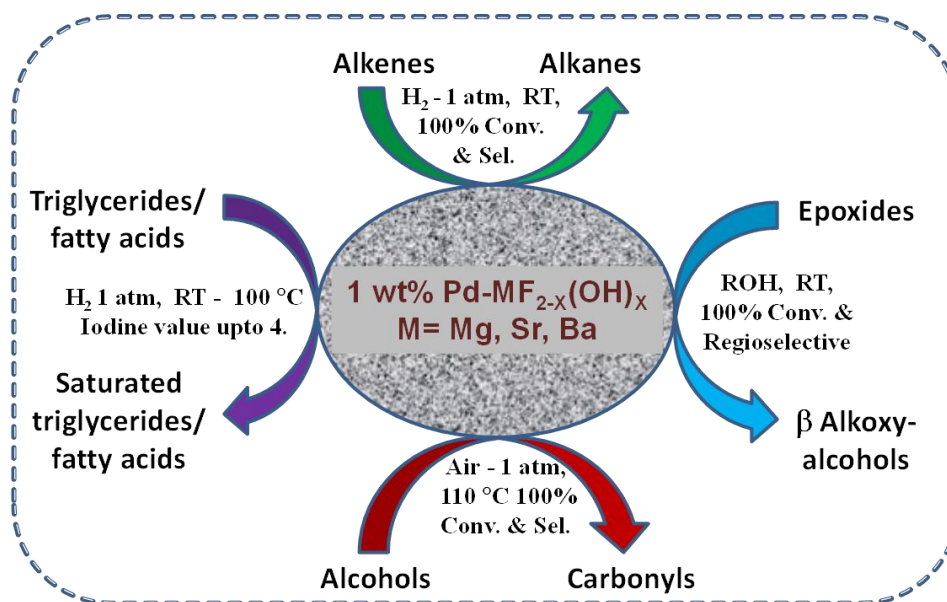 Alkenes
Alkanes
H₂ - 1 atm, RT,
100% Conv.
& Sel.
Triglycerides/
fatty acids
H₂ 1 atm, RT - 100 °C
Iodine value upto 4.
Saturated
triglycerides/
fatty acids
1 wt% Pd-MF₂₋ₓ(OH)ₓ
M= Mg, Sr, Ba
Epoxides
ROH, RT,
100% Conv. &
Regioselective
β Alkoxy-
alcohols
Air - 1 atm,
110 °C 100%
Conv. & Sel.
Alcohols
Carbonyls